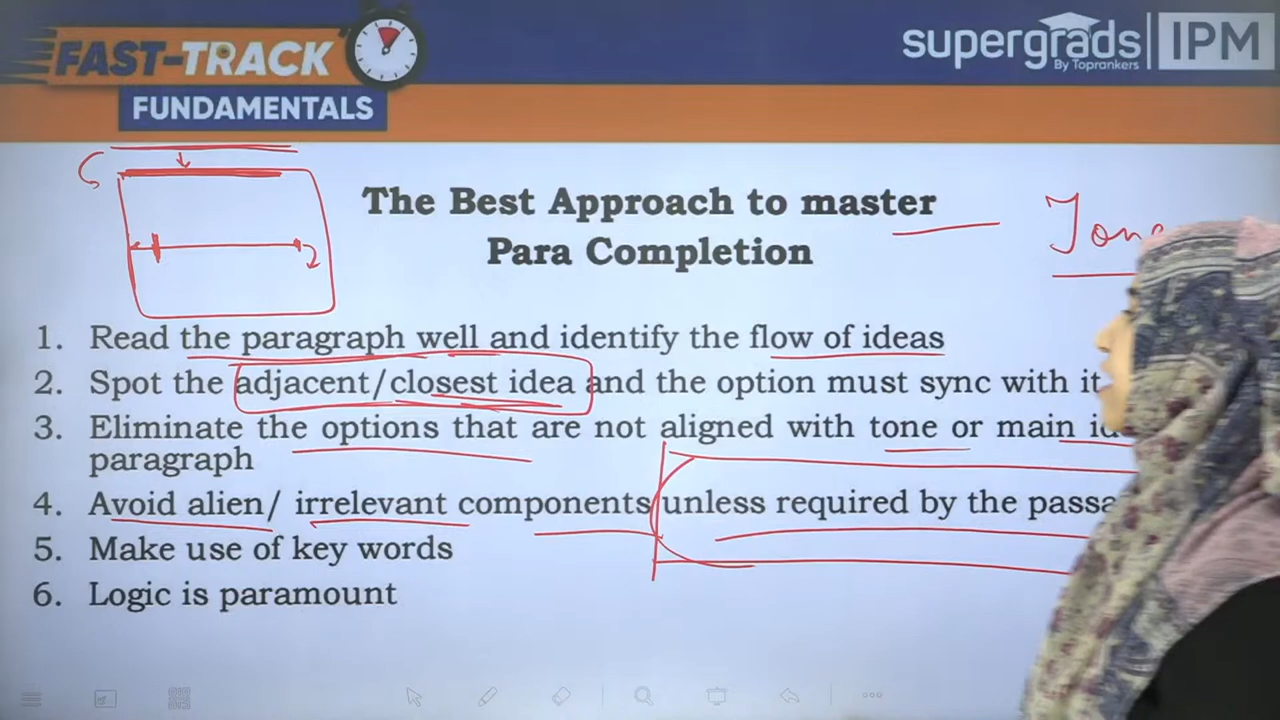 FAST-TRACK
FUNDAMENTALS
supergrads IPM
By Toprankers
The Best Approach to master
Para Completion
1. Read the paragraph well and identify the flow of ideas
2. Spot the adjacent/closest idea and the option must sync with it
3. Eliminate the options that are not aligned with tone or main
paragraph
4. Avoid alien/ irrelevant components unless required by the
5. Make use of key words
6. Logic is paramount